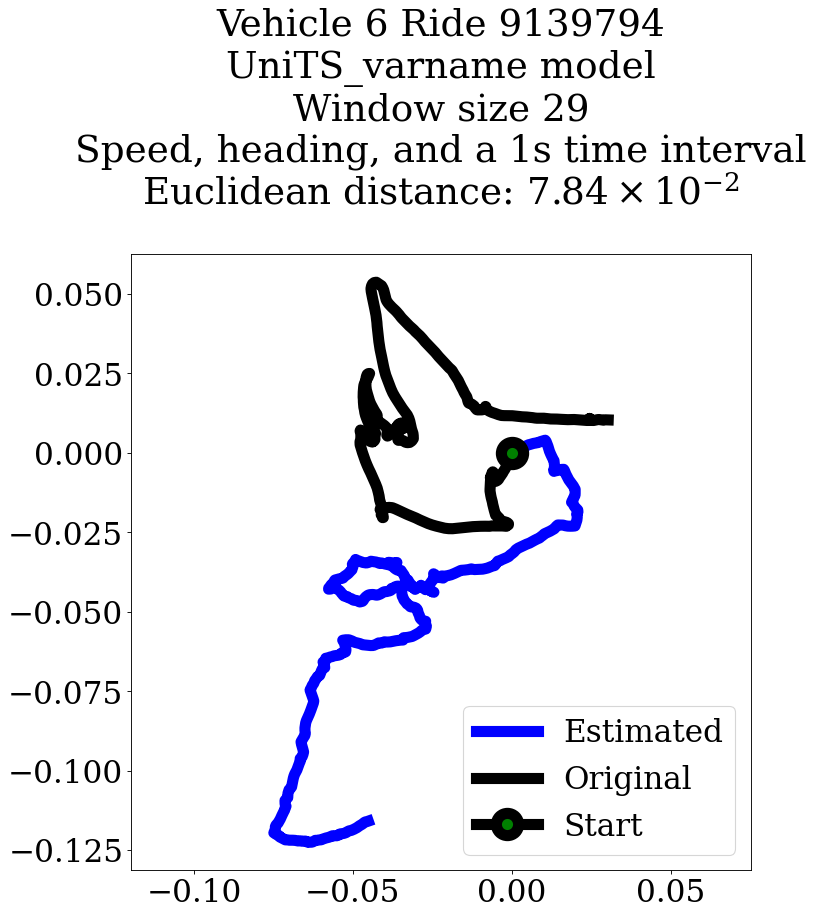 Vehicle 6 Ride 9139794
UniTS_varname model
Window size 29
Speed, heading, and a 1s time interval
Euclidean distance: 7.84 × 10⁻²
0.050
0.025
0.000
−0.025
−0.050
−0.075
−0.100
−0.125
Estimated
Original
Start
−0.10
−0.05
0.00
0.05